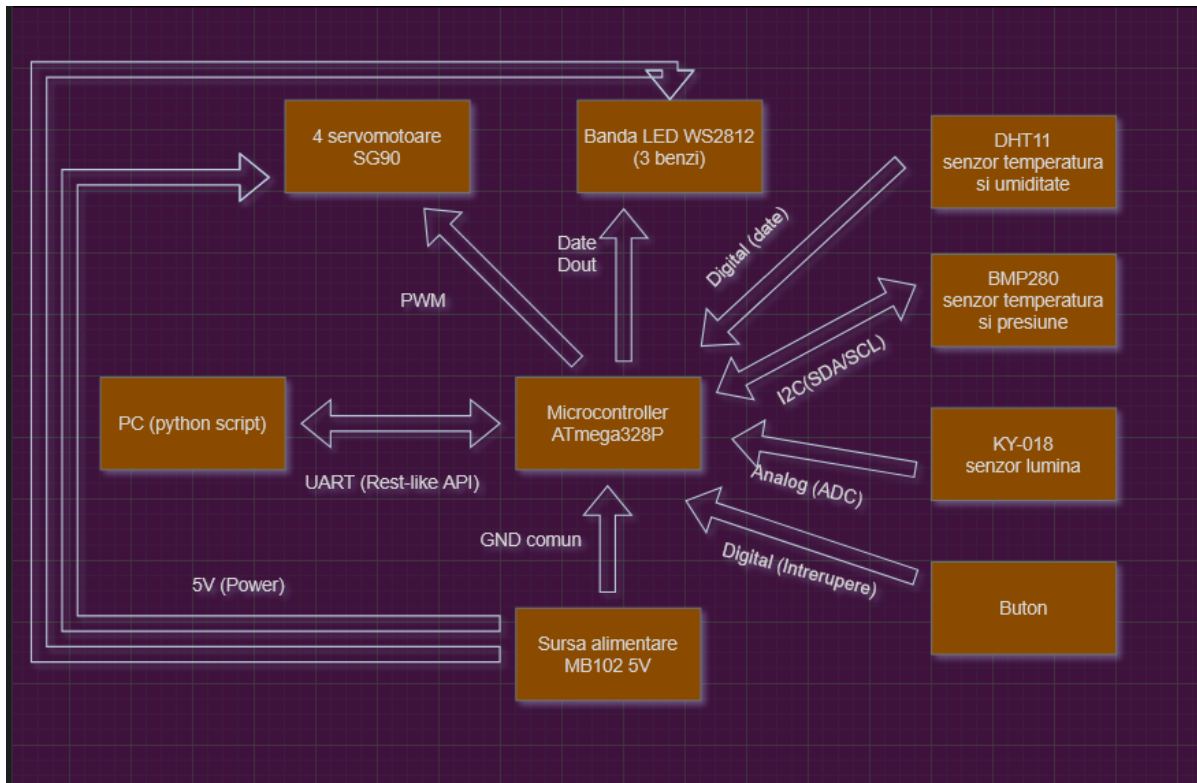 4 servomotoare
SG90
Banda LED WS2812
(3 benzi)
DHT11
senzor temperatura
si umiditate
Date
Dout
Digital (date)
PWM
BMP280
senzor temperatura
si presiune
I2C(SDA/SCL)
PC (python script)
Microcontroller
ATmega328P
UART (Rest-like API)
KY-018
senzor lumina
Analog (ADC)
GND comun
Digital (Intrerupere)
5V (Power)
Buton
Sursa alimentare
MB102 5V